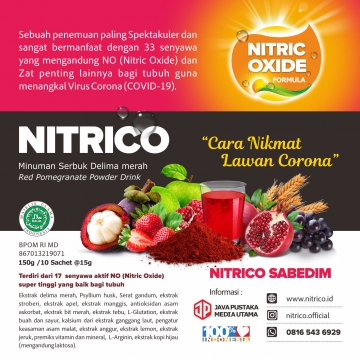 Sebuah penemuan paling Spektakuler dan
sangat bermanfaat dengan 33 senyawa
yang mengandung NO (Nitric Oxide) dan
Zat penting lainnya bagi tubuh guna
menangkal Virus Corona (COVID-19).
NITRIC
OXIDE
FORMULA
NITRICO
Minuman Serbuk Delima merah
Red Pomegranate Powder Drink
“Cara Nikmat
Lawan Corona”
BPOM RI MD
867013219071
150g /10 Sachet @15g
Terdiri dari 17 senyawa aktif NO (Nitric Oxide)
super tinggi yang baik bagi tubuh
Ekstrak delima merah, Psyllium husk, Serat gandum, ekstrak
stroberi, ekstrak apel, ekstrak manggis, antioksidan asam
askorbat, ekstrak bit merah, ekstrak tebu, L-Glutation, ekstrak
buah dan sayur, kalsium dari ekstrak ganggang laut, pengatur
keasaman asam malat, ekstrak anggur, ekstrak lemon, ekstrak
jeruk, premiks vitamin dan mineral, L-Arginin, ekstrak kopi hijau
(mengandung laktosa).
NITRICO SABEDIM
Informasi :
JAVA PUSTAKA
MEDIA UTAMA
100%
www.nitrico.id
nitrico.official
0816 543 6929